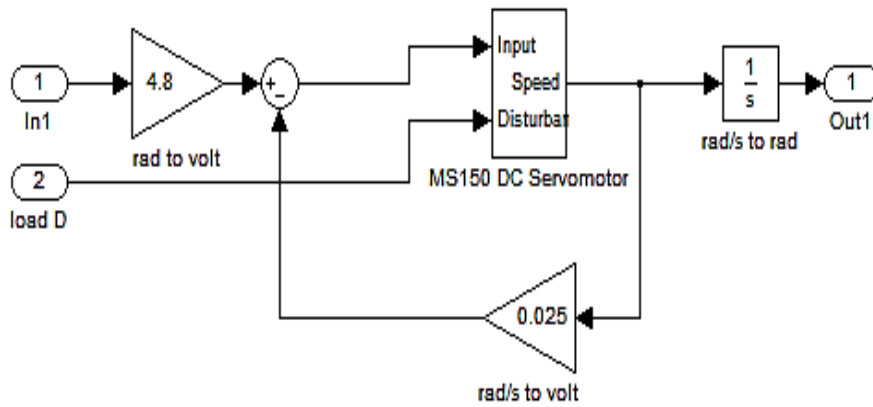 1
In1
4.8
rad to volt
+
−
2
load D
Input
Speed
Disturban
MS150 DC Servomotor
1
s
rad/s to rad
1
Out1
0.025
rad/s to volt